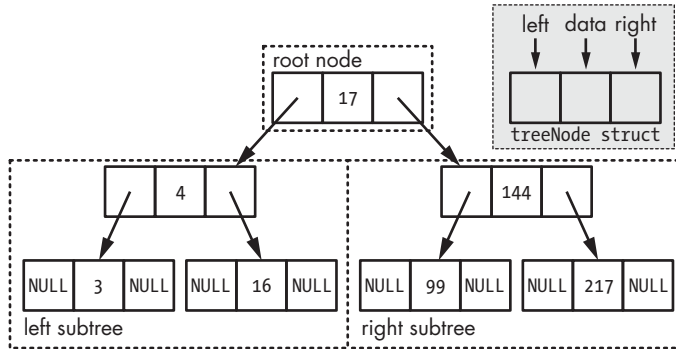 left data right
root node
17
treeNode struct
4
144
NULL 3 NULL
NULL 16 NULL
NULL 99 NULL
NULL 217 NULL
left subtree
right subtree